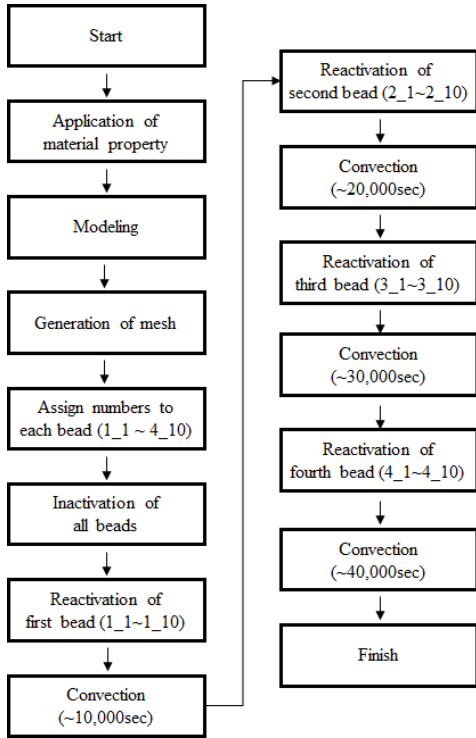 Start
Application of
material property
Modeling
Generation of mesh
Assign numbers to
each bead (1_1 ~ 4_10)
Inactivation of
all beads
Reactivation of
first bead (1_1~1_10)
Convection
(~10,000sec)
Reactivation of
second bead (2_1~2_10)
Convection
(~20,000sec)
Reactivation of
third bead (3_1~3_10)
Convection
(~30,000sec)
Reactivation of
fourth bead (4_1~4_10)
Convection
(~40,000sec)
Finish